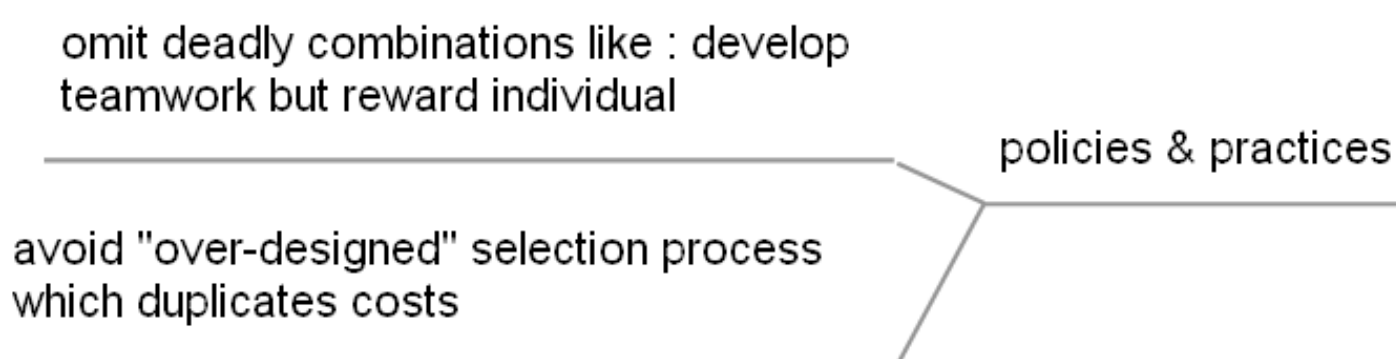 omit deadly combinations like : develop
teamwork but reward individual
policies & practices
avoid "over-designed" selection process
which duplicates costs